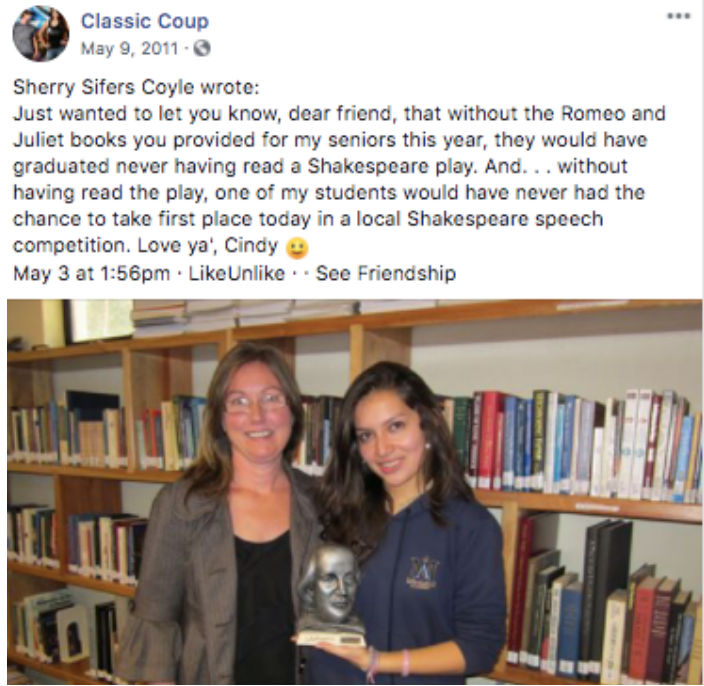 Classic Coup
May 9, 2011 ·
Sherry Sifers Coyle wrote:
Just wanted to let you know, dear friend, that without the Romeo and
Juliet books you provided for my seniors this year, they would have
graduated never having read a Shakespeare play. And. . . without
having read the play, one of my students would have never had the
chance to take first place today in a local Shakespeare speech
competition. Love ya', Cindy
May 3 at 1:56pm · LikeUnlike · · See Friendship